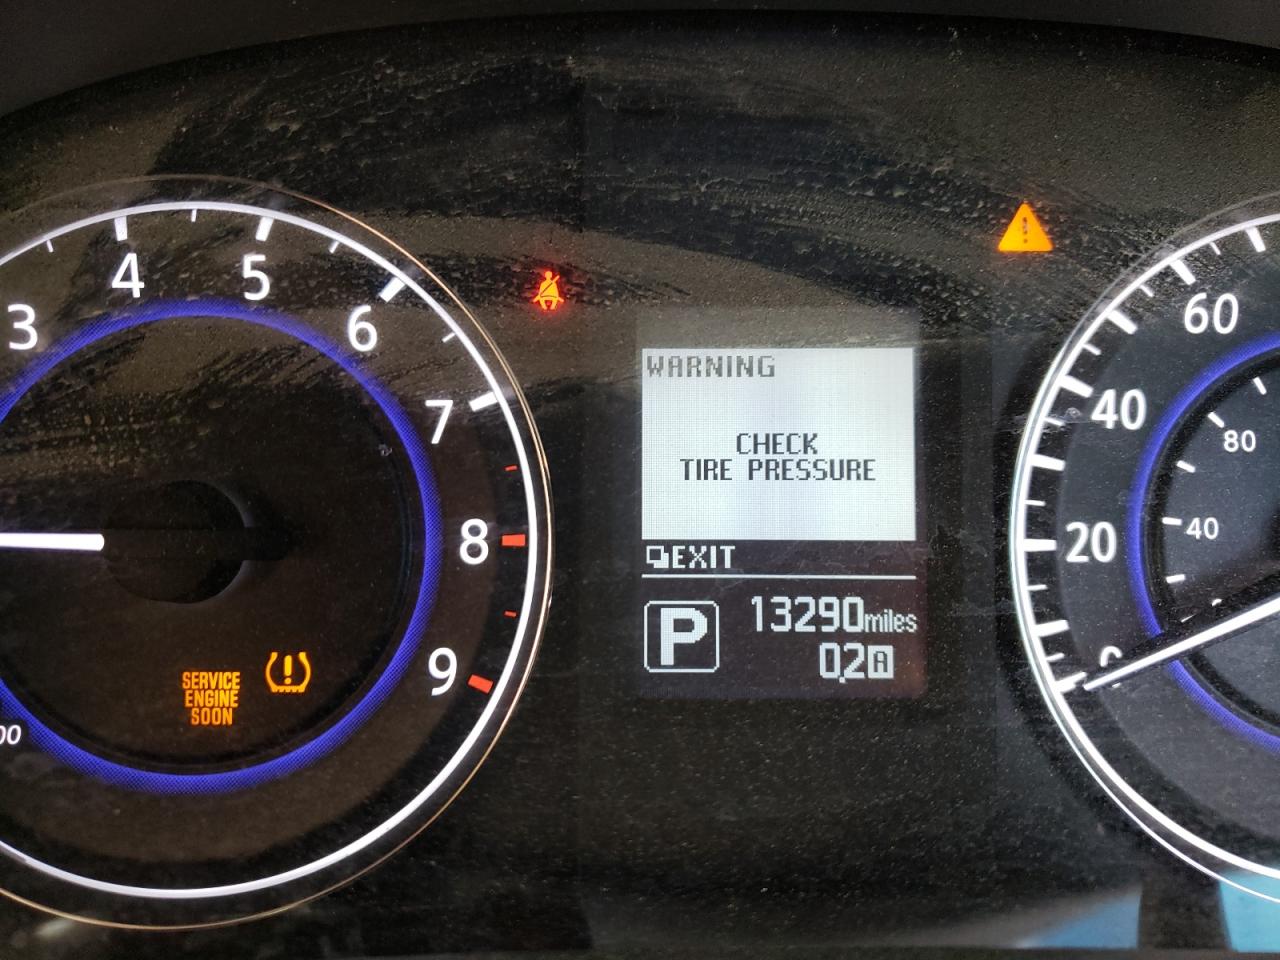 3
4
5
6
7
8
9
SERVICE
ENGINE
SOON
WARNING
CHECK
TIRE PRESSURE
EXIT
P
13290miles
0.2 A
60
40
20
0
80
40